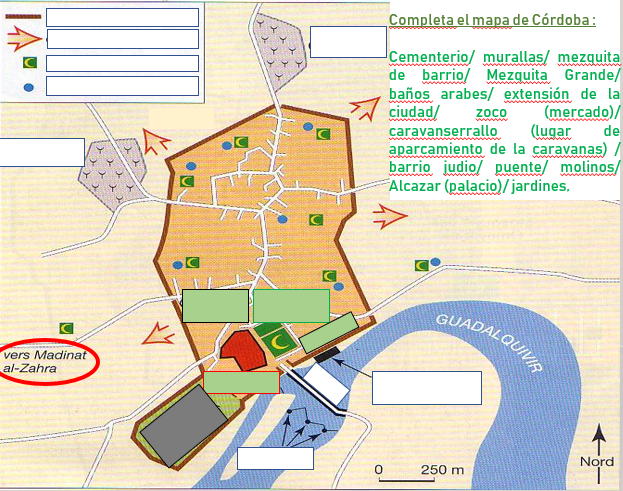 Completa el mapa de Córdoba :
Cementerio/ murallas/ mezquita
de barrio/ Mezquita Grande/
baños arabes/ extensión de la
ciudad/ zoco (mercado)/
caravanserrallo (lugar de
aparcamiento de la caravanas) /
barrio judio/ puente/ molinos/
Alcazar (palacio)/ jardines.
GUADALQUIVIR
vers Madinat
al-Zahra
0 250 m
Nord